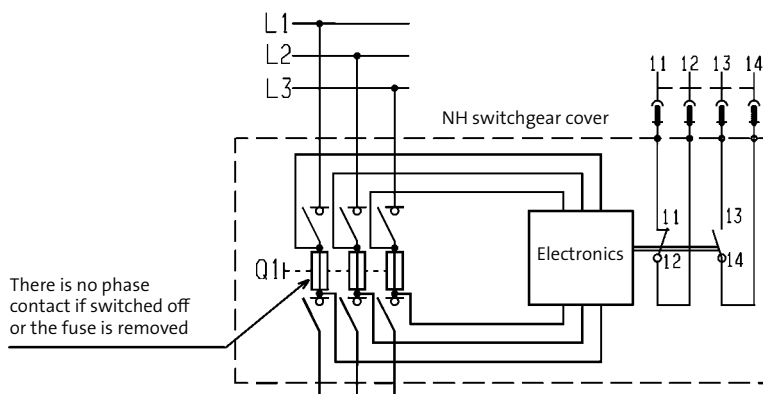 L1
L2
L3
11 12 13 14
NH switchgear cover
11
13
Electronics
Q1
12
14
There is no phase
contact if switched off
or the fuse is removed